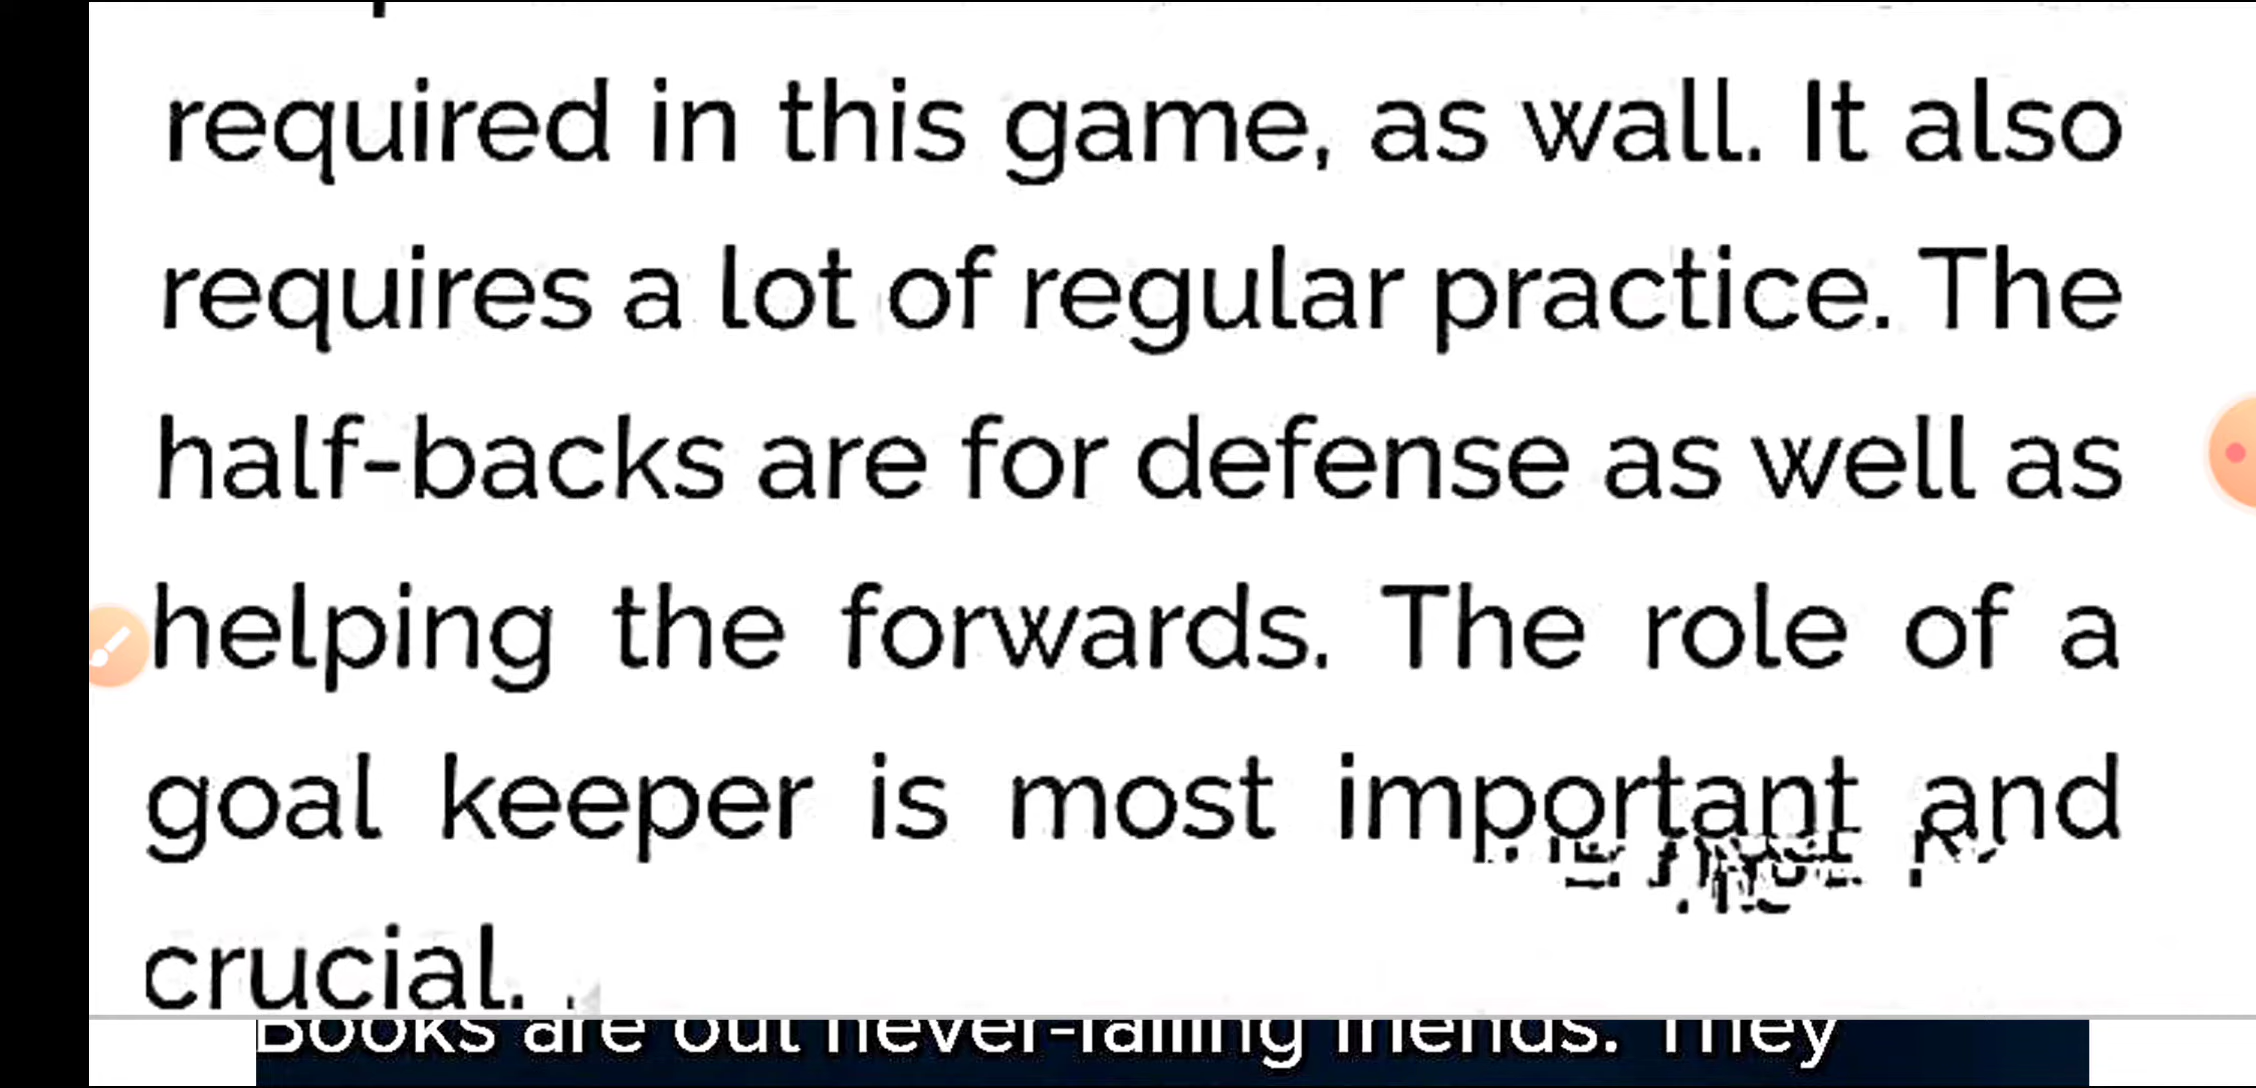 required in this game, as wall. It also
requires a lot of regular practice. The
half-backs are for defense as well as
helping the forwards. The role of a
goal keeper is most important and
crucial.
Books are out never-failing friends. They